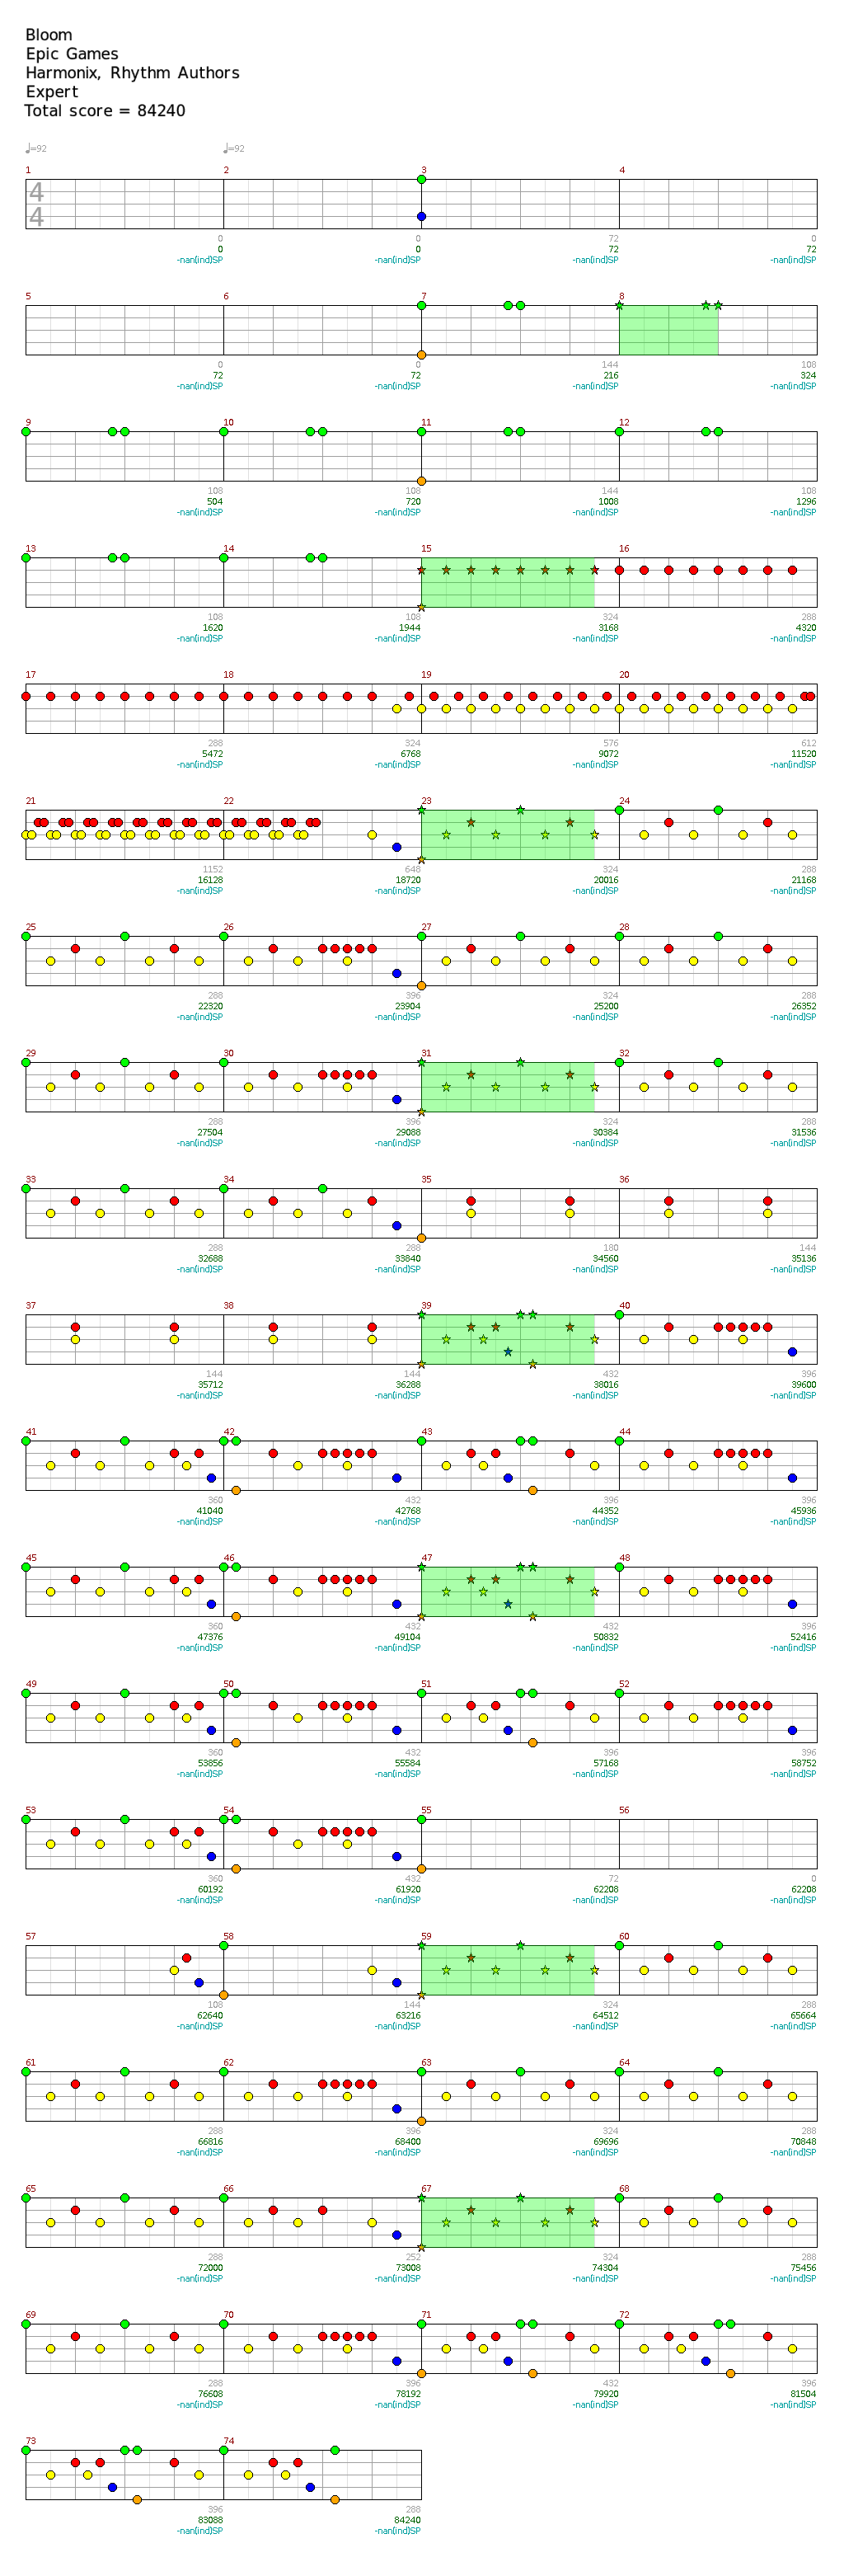 Bloom
Epic Games
Harmonix, Rhythm Authors
Expert
Total score = 84240
♩=92 ♩=92
1 2 3 4
4
4
0 0 72 0
0 0 72 72
-nan(ind)SP -nan(ind)SP -nan(ind)SP -nan(ind)SP
5 6 7 8
0 0 144 108
72 72 216 324
-nan(ind)SP -nan(ind)SP -nan(ind)SP -nan(ind)SP
9 10 11 12
108 108 144 108
504 720 1008 1296
-nan(ind)SP -nan(ind)SP -nan(ind)SP -nan(ind)SP
13 14 15 16
108 108 324 288
1620 1944 3168 4320
-nan(ind)SP -nan(ind)SP -nan(ind)SP -nan(ind)SP
17 18 19 20
288 324 576 612
5472 6768 9072 11520
-nan(ind)SP -nan(ind)SP -nan(ind)SP -nan(ind)SP
21 22 23 24
1152 648 324 288
16128 18720 20016 21168
-nan(ind)SP -nan(ind)SP -nan(ind)SP -nan(ind)SP
25 26 27 28
288 396 324 288
22320 23904 25200 26352
-nan(ind)SP -nan(ind)SP -nan(ind)SP -nan(ind)SP
29 30 31 32
288 396 324 288
27504 29088 30384 31536
-nan(ind)SP -nan(ind)SP -nan(ind)SP -nan(ind)SP
33 34 35 36
288 288 180 144
32688 33840 34560 35136
-nan(ind)SP -nan(ind)SP -nan(ind)SP -nan(ind)SP
37 38 39 40
144 144 432 396
35712 36288 38016 39600
-nan(ind)SP -nan(ind)SP -nan(ind)SP -nan(ind)SP
41 42 43 44
360 432 396 396
41040 42768 44352 45936
-nan(ind)SP -nan(ind)SP -nan(ind)SP -nan(ind)SP
45 46 47 48
360 432 432 396
47376 49104 50832 52416
-nan(ind)SP -nan(ind)SP -nan(ind)SP -nan(ind)SP
49 50 51 52
360 432 396 396
53856 55584 57168 58752
-nan(ind)SP -nan(ind)SP -nan(ind)SP -nan(ind)SP
53 54 55 56
360 432 72 0
60192 61920 62208 62208
-nan(ind)SP -nan(ind)SP -nan(ind)SP -nan(ind)SP
57 58 59 60
108 144 324 288
62640 63216 64512 65664
-nan(ind)SP -nan(ind)SP -nan(ind)SP -nan(ind)SP
61 62 63 64
288 396 324 288
66816 68400 69696 70848
-nan(ind)SP -nan(ind)SP -nan(ind)SP -nan(ind)SP
65 66 67 68
288 252 324 288
72000 73008 74304 75456
-nan(ind)SP -nan(ind)SP -nan(ind)SP -nan(ind)SP
69 70 71 72
288 396 432 396
76608 78192 79920 81504
-nan(ind)SP -nan(ind)SP -nan(ind)SP -nan(ind)SP
73 74
396 288
83088 84240
-nan(ind)SP -nan(ind)SP